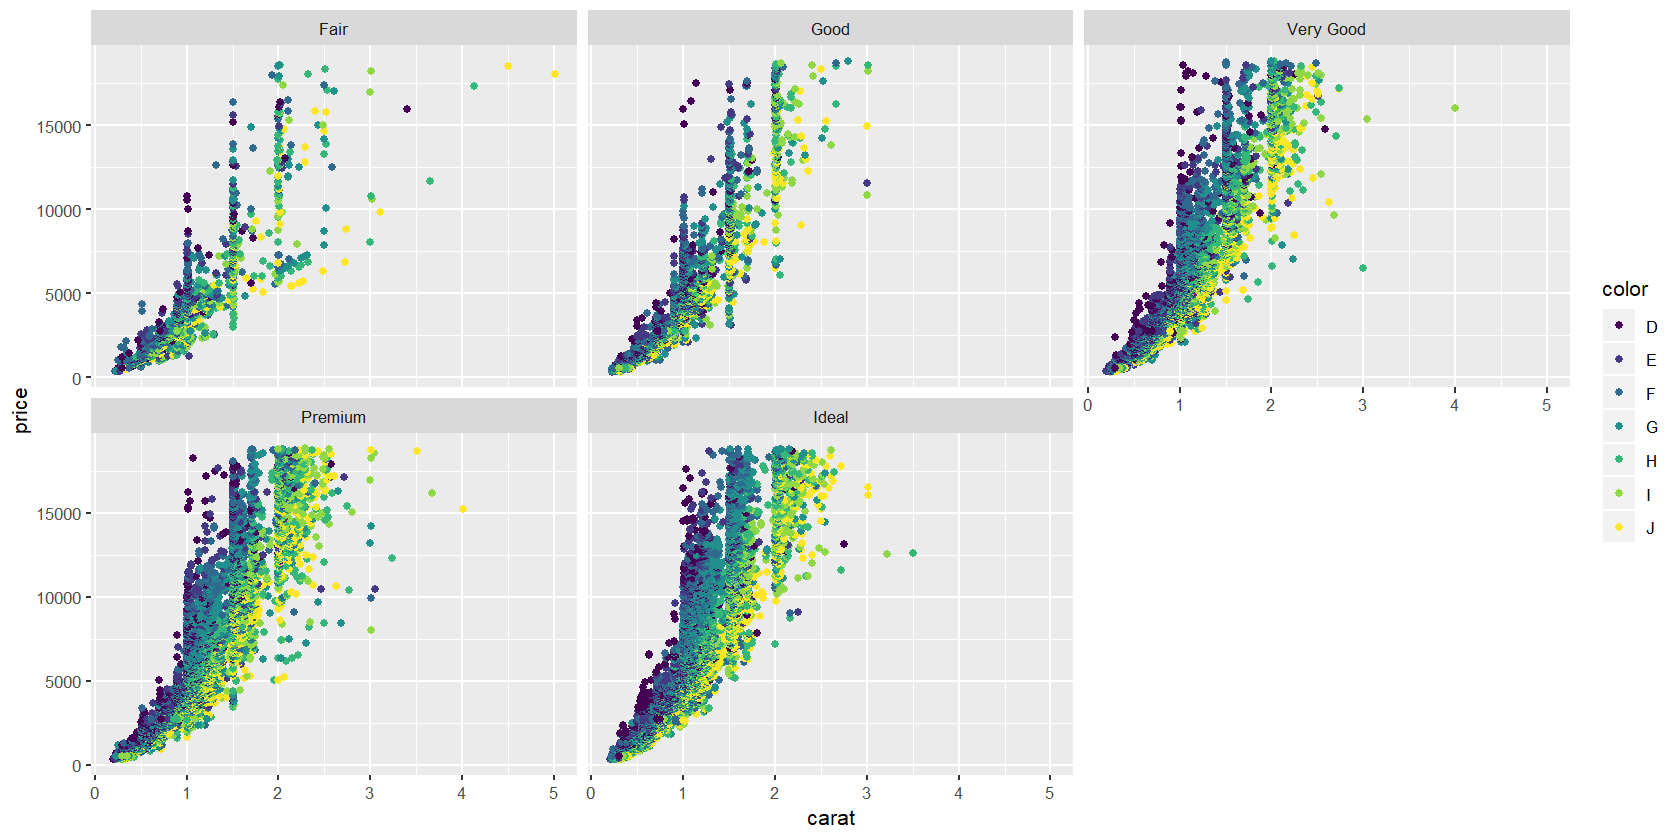 Fair
Good
Very Good
15000
10000
5000
0
0 1 2 3 4 5
Premium
Ideal
15000
10000
5000
0
0 1 2 3 4 5
0 1 2 3 4 5
price
carat
color
D
E
F
G
H
I
J